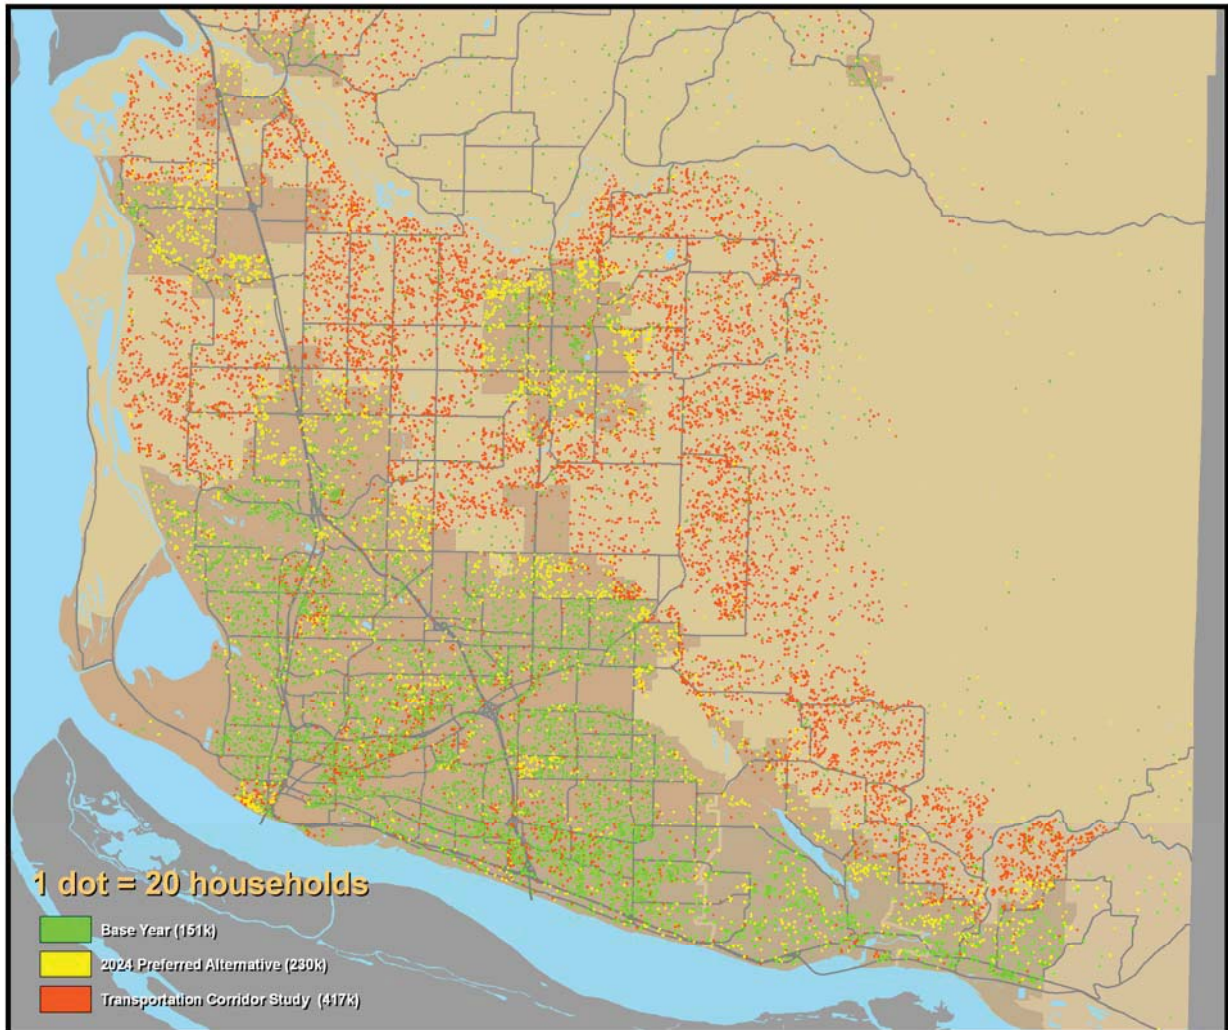 1 dot = 20 households
Base Year (151k)
2024 Preferred Alternative (230k)
Transportation Corridor Study (417k)